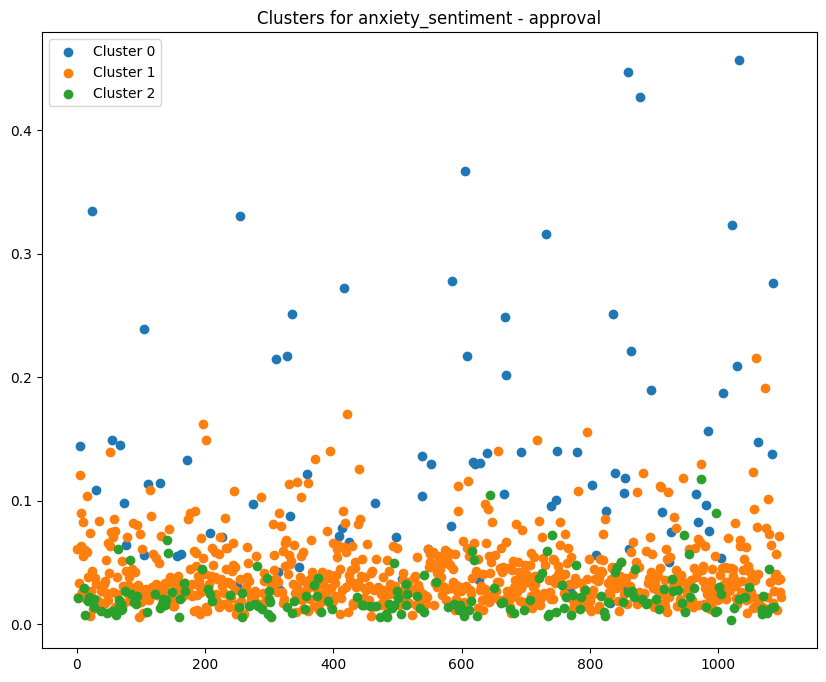 Clusters for anxiety_sentiment - approval
Cluster 0
Cluster 1
Cluster 2
0.4
0.3
0.2
0.1
0.0
0 200 400 600 800 1000